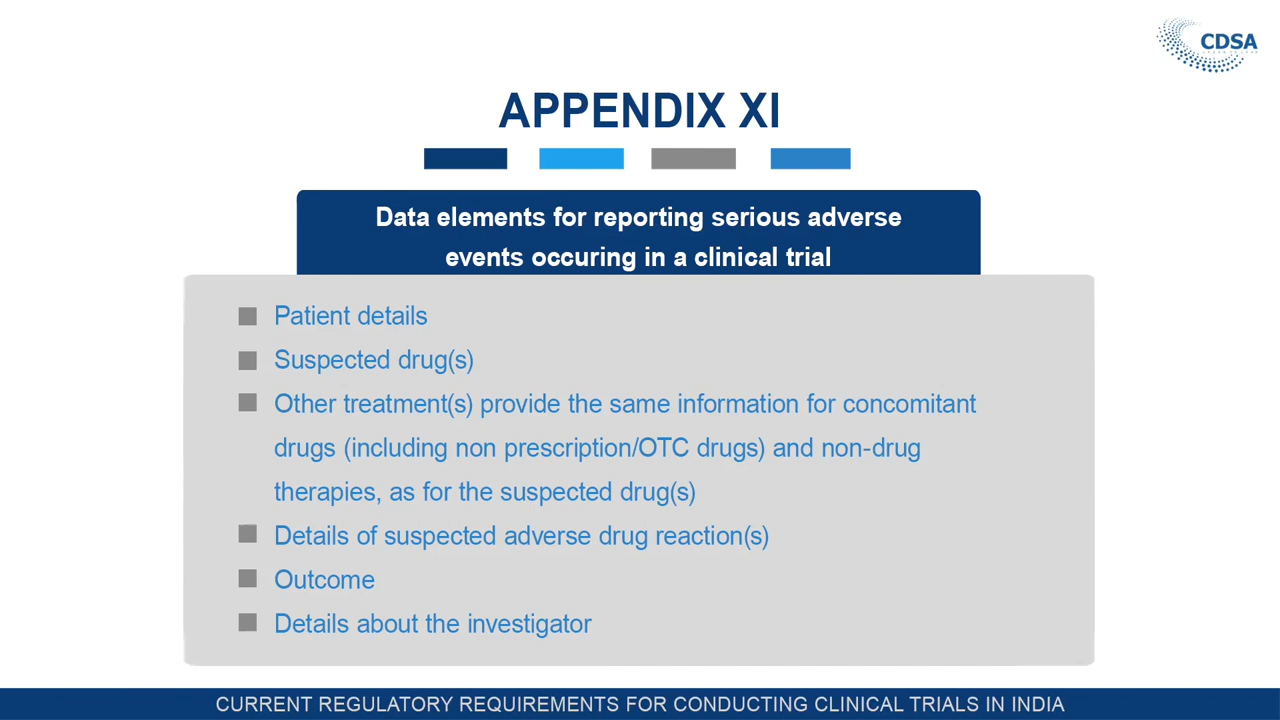 CDSA
APPENDIX XI
Data elements for reporting serious adverse
events occuring in a clinical trial
Patient details
Suspected drug(s)
Other treatment(s) provide the same information for concomitant
drugs (including non prescription/OTC drugs) and non-drug
therapies, as for the suspected drug(s)
Details of suspected adverse drug reaction(s)
Outcome
Details about the investigator
CURRENT REGULATORY REQUIREMENTS FOR CONDUCTING CLINICAL TRIALS IN INDIA